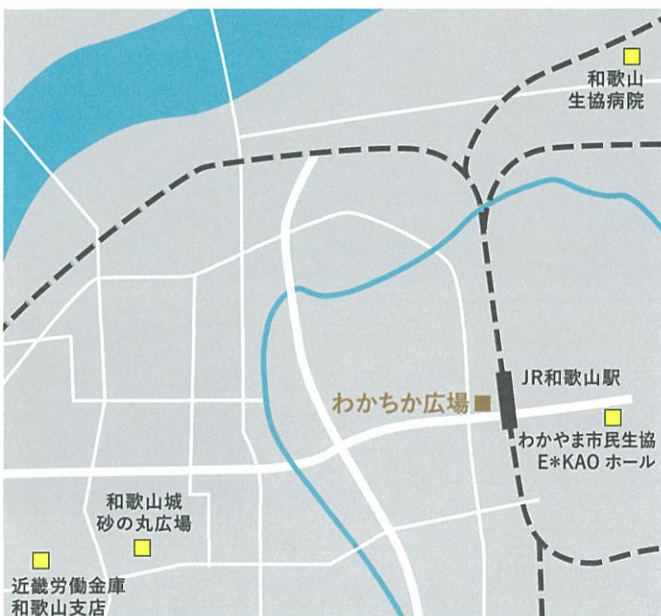 和歌山
生協病院
JR和歌山駅
わかちか広場
わかやま市民生協
E*KAO ホール
和歌山城
砂の丸広場
近畿労働金庫
和歌山支店